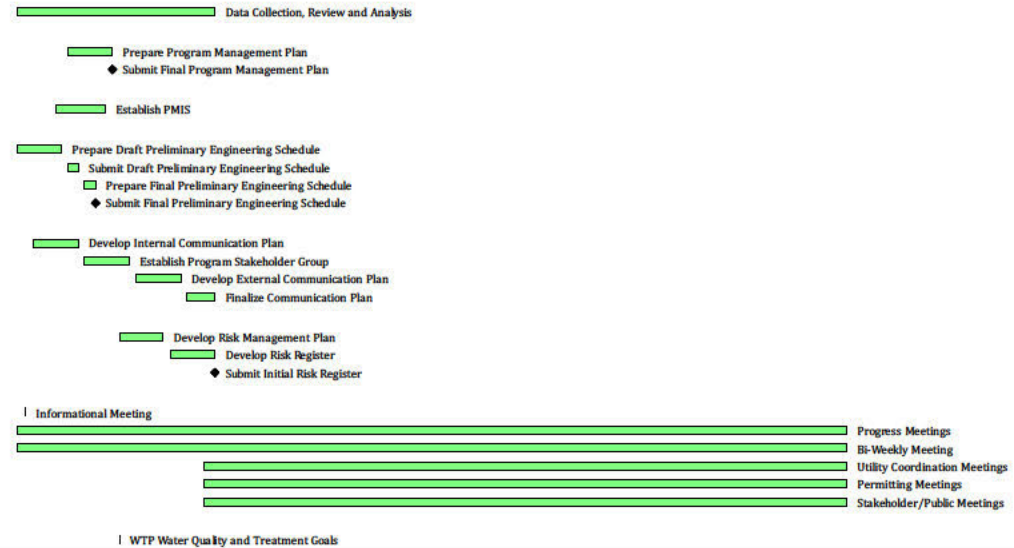 Data Collection, Review and Analysis
Prepare Program Management Plan
Submit Final Program Management Plan
Establish PMIS
Prepare Draft Preliminary Engineering Schedule
Submit Draft Preliminary Engineering Schedule
Prepare Final Preliminary Engineering Schedule
Submit Final Preliminary Engineering Schedule
Develop Internal Communication Plan
Establish Program Stakeholder Group
Develop External Communication Plan
Finalize Communication Plan
Develop Risk Management Plan
Develop Risk Register
Submit Initial Risk Register
Informational Meeting
Progress Meetings
Bi-Weekly Meeting
Utility Coordination Meetings
Permitting Meetings
Stakeholder/Public Meetings
WTP Water Quality and Treatment Goals